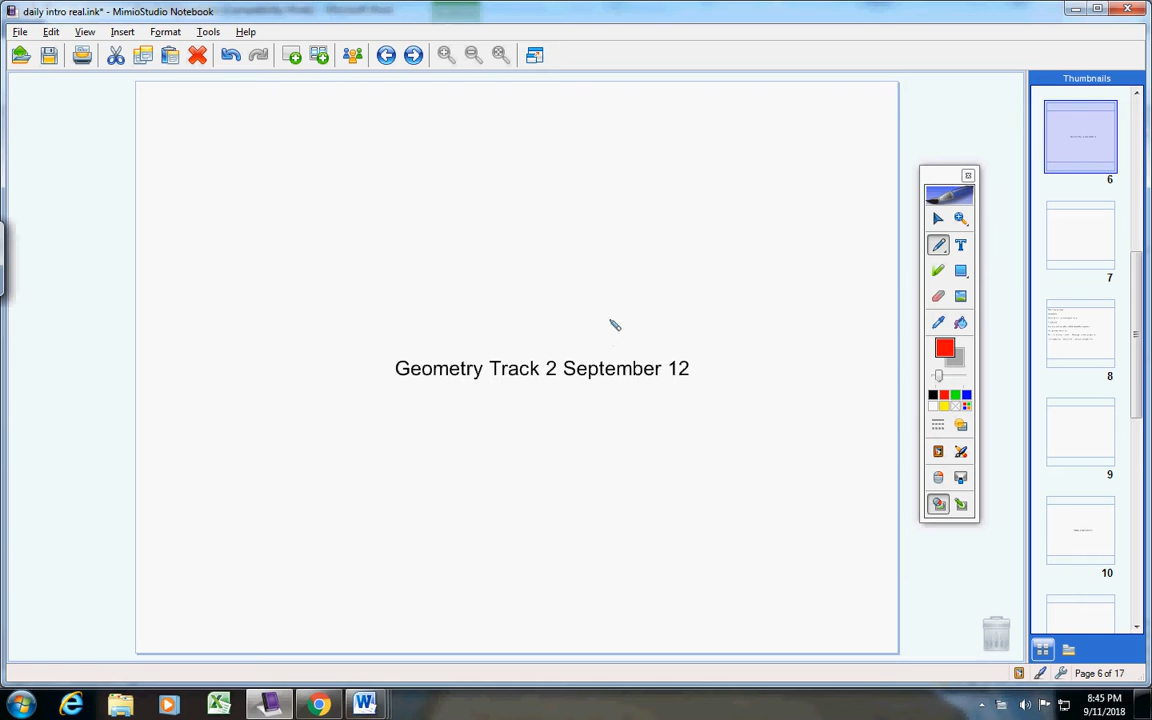 daily intro real.ink* - MimioStudio Notebook
File Edit View Insert Format Tools Help
Thumbnails
6
7
8
9
10
Geometry Track 2 September 12
Page 6 of 17
8:45 PM
9/11/2018